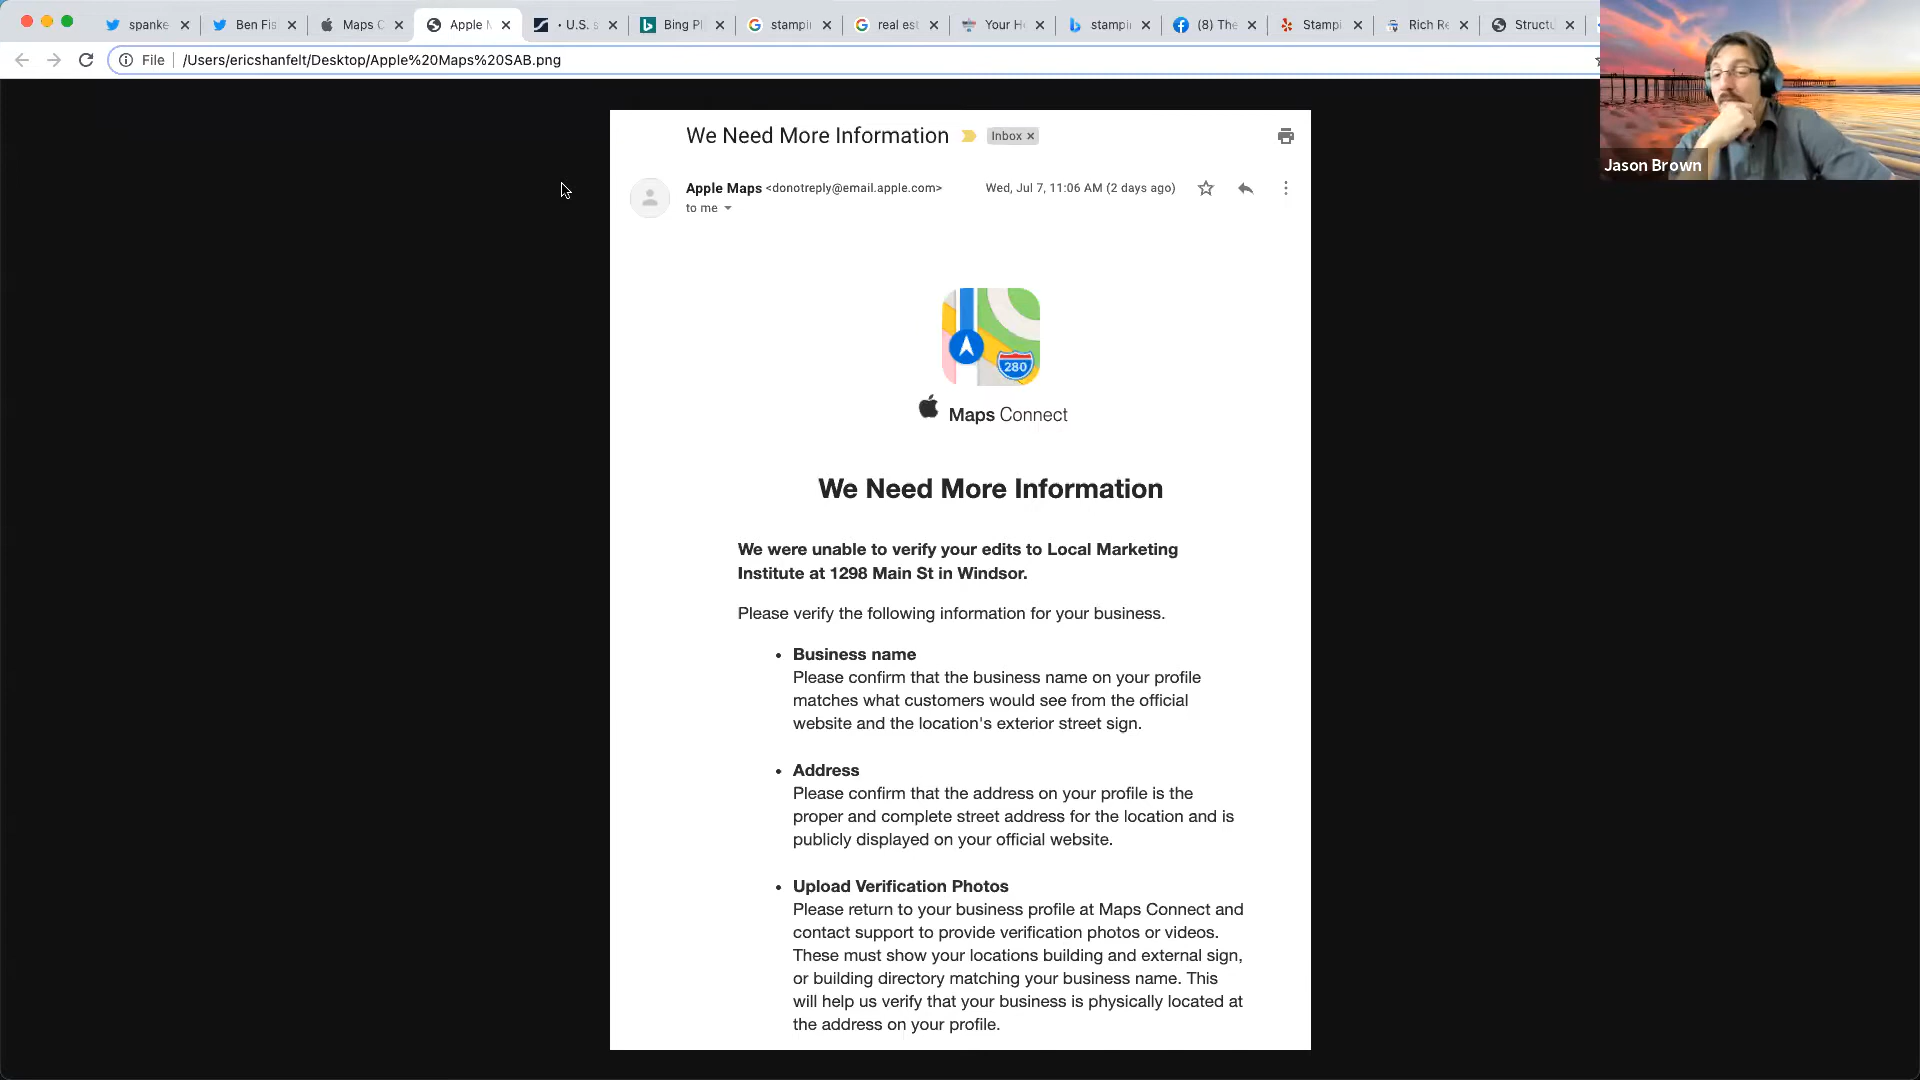 spanke
Ben Fis
Maps C
Apple M
• U.S. s
Bing Pl
stampin
real est
Your H
stampin
(8) The
Stampi
Rich Re
Structu
File
/Users/ericshanfelt/Desktop/Apple%20Maps%20SAB.png
Jason Brown
We Need More Information
Inbox ×
Apple Maps <donotreply@email.apple.com>
Wed, Jul 7, 11:06 AM (2 days ago)
to me
280
Maps Connect
We Need More Information
We were unable to verify your edits to Local Marketing
Institute at 1298 Main St in Windsor.
Please verify the following information for your business.
• Business name
Please confirm that the business name on your profile
matches what customers would see from the official
website and the location's exterior street sign.
• Address
Please confirm that the address on your profile is the
proper and complete street address for the location and is
publicly displayed on your official website.
• Upload Verification Photos
Please return to your business profile at Maps Connect and
contact support to provide verification photos or videos.
These must show your locations building and external sign,
or building directory matching your business name. This
will help us verify that your business is physically located at
the address on your profile.